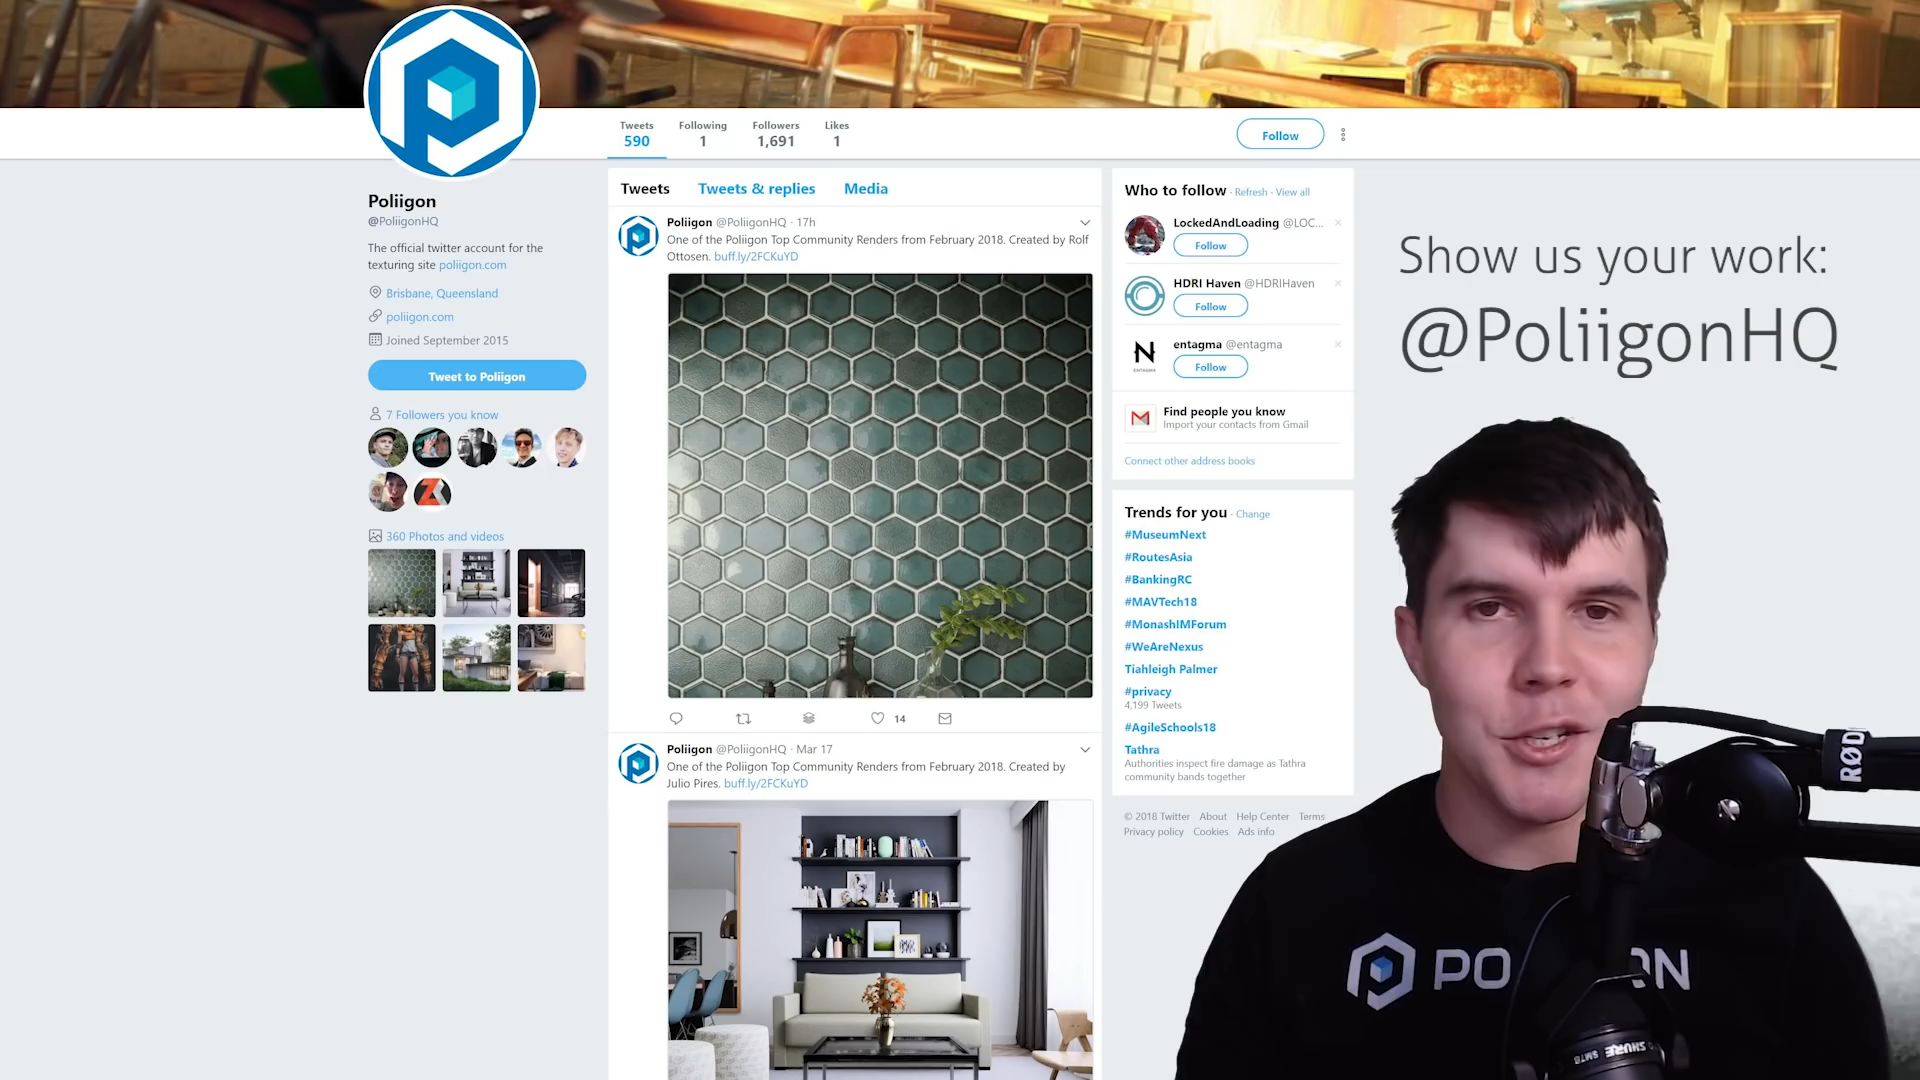 Tweets
590
Following
1
Followers
1,691
Likes
1
Follow
Poliigon
@PoliigonHQ
The official twitter account for the
texturing site poliigon.com
Brisbane, Queensland
poliigon.com
Joined September 2015
Tweet to Poliigon
7 Followers you know
360 Photos and videos
Tweets Tweets & replies Media
Poliigon @PoliigonHQ · 17h
One of the Poliigon Top Community Renders from February 2018. Created by Rolf
Ottosen. buff.ly/2FCKuYD
14
Poliigon @PoliigonHQ · Mar 17
One of the Poliigon Top Community Renders from February 2018. Created by
Julio Pires. buff.ly/2FCKuYD
Who to follow · Refresh · View all
LockedAndLoading @LOC...
Follow
HDRI Haven @HDRIHaven
Follow
entagma @entagma
Follow
N
ENTAGMA
Find people you know
Import your contacts from Gmail
Connect other address books
Trends for you · Change
#MuseumNext
#RoutesAsia
#BankingRC
#MAVTech18
#MonashIMForum
#WeAreNexus
Tiahleigh Palmer
#privacy
4,199 Tweets
#AgileSchools18
Tathra
Authorities inspect fire damage as Tathra
community bands together
© 2018 Twitter About Help Center Terms
Privacy policy Cookies Ads info
Show us your work:
@PoliigonHQ
RØD
PO ON
SHURE
SM7B